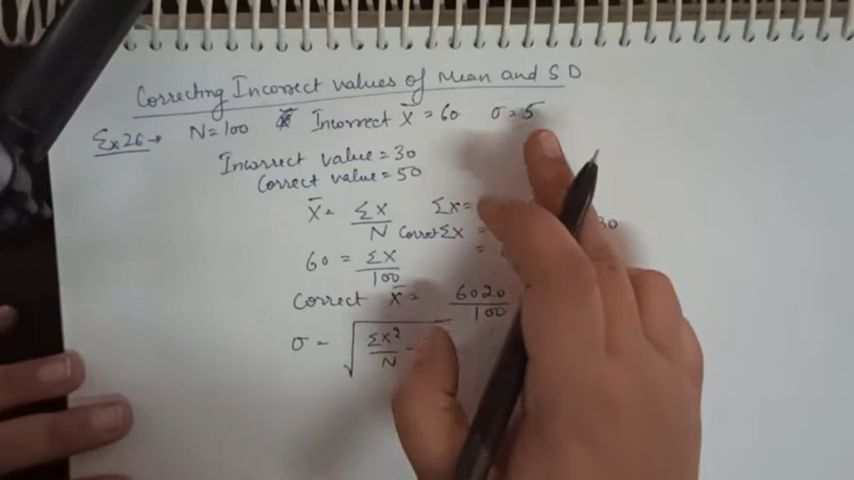 Correcting Incorrect values of Mean and S D
Ex 26 → N=100 Incorrect X̄ = 60 σ = 5
Incorrect value = 30
Correct value = 50
X̄ = ΣX/N ΣX =
Correct ΣX = 30
60 = ΣX/100 =
Correct X̄ = 6020/100
σ = √ΣX²/N -